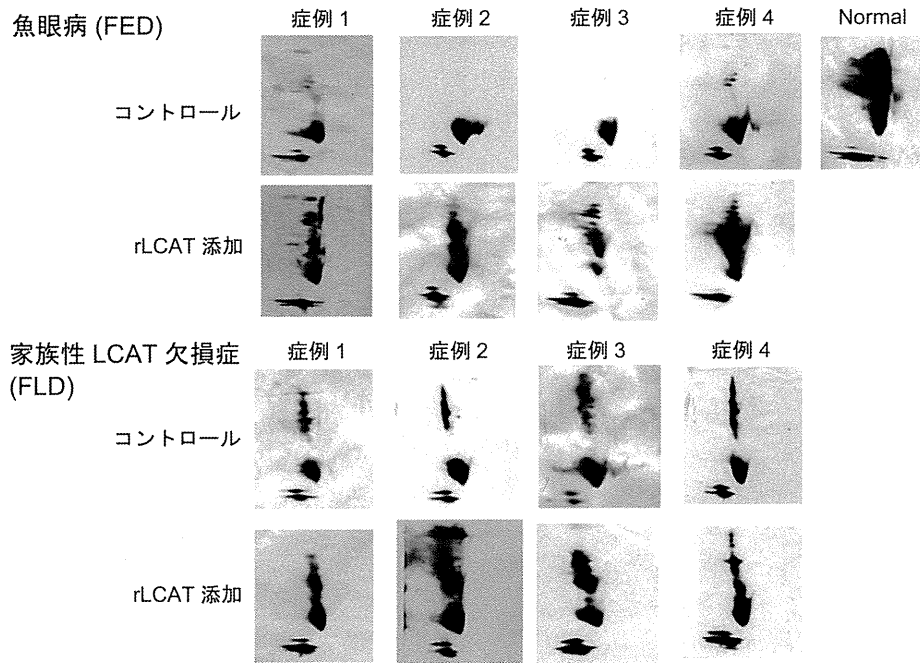 魚眼病 (FED)
症例 1
症例 2
症例 3
症例 4
Normal
コントロール
rLCAT 添加
家族性 LCAT 欠損症
(FLD)
症例 1
症例 2
症例 3
症例 4
コントロール
rLCAT 添加